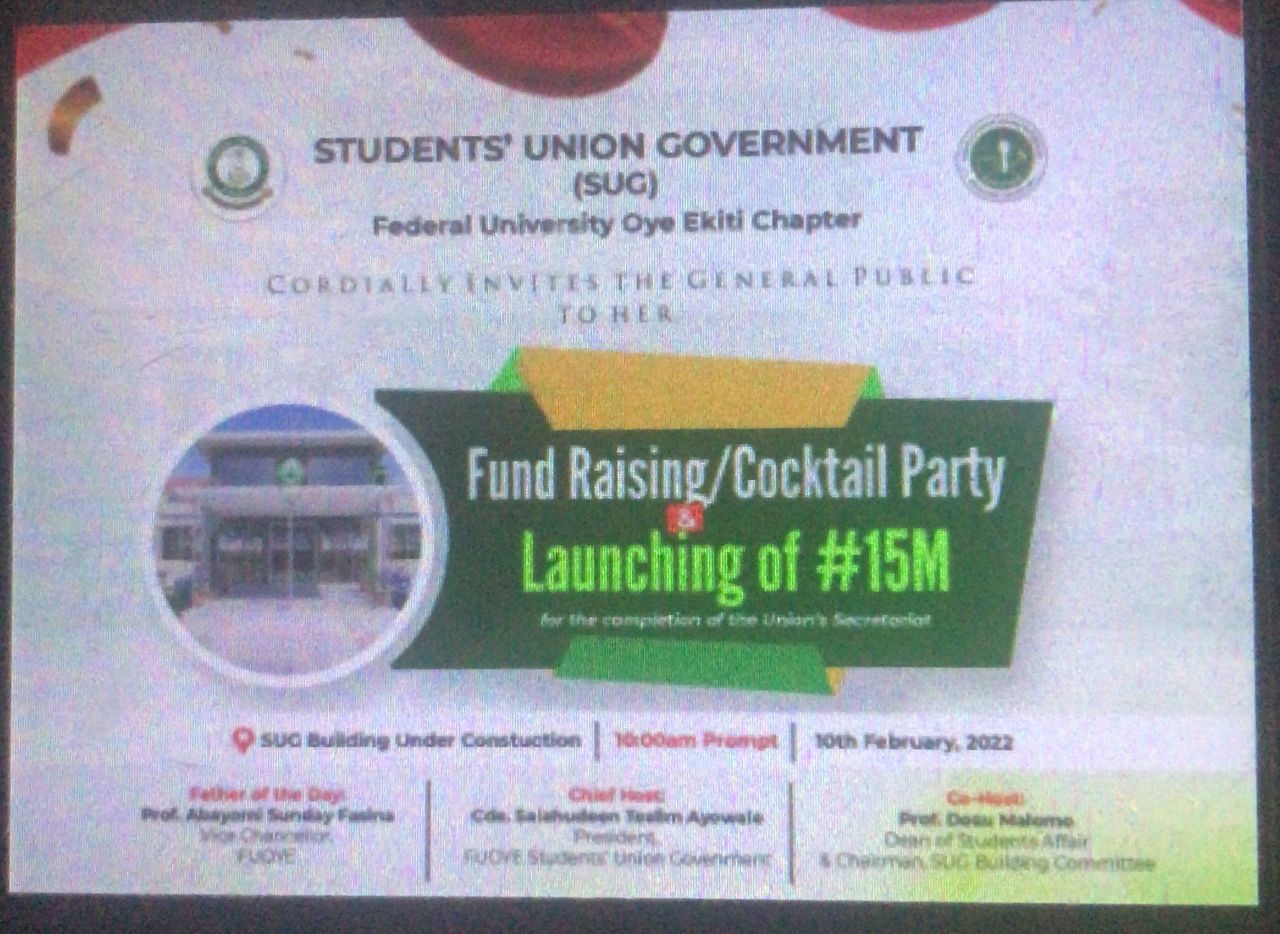 STUDENTS' UNION GOVERNMENT
(SUG)
Federal University Oye Ekiti Chapter
CORDIALLY INVITES THE GENERAL PUBLIC
TO HER
Fund Raising/Cocktail Party
&
Launching of #15M
for the completion of the Union's Secretariat
SUG Building Under Constuction | 10:00am Prompt | 10th February, 2022
Father of the Day:
Prof. Abayomi Sunday Fasina
Vice Chancellor,
FUOYE
Chief Host:
Cde. Salahudeen Teslim Ayowale
President,
FUOYE Students' Union Govenment
Co-Host:
Prof. Dosu Malomo
Dean of Students Affair
& Chairman, SUG Building Committee